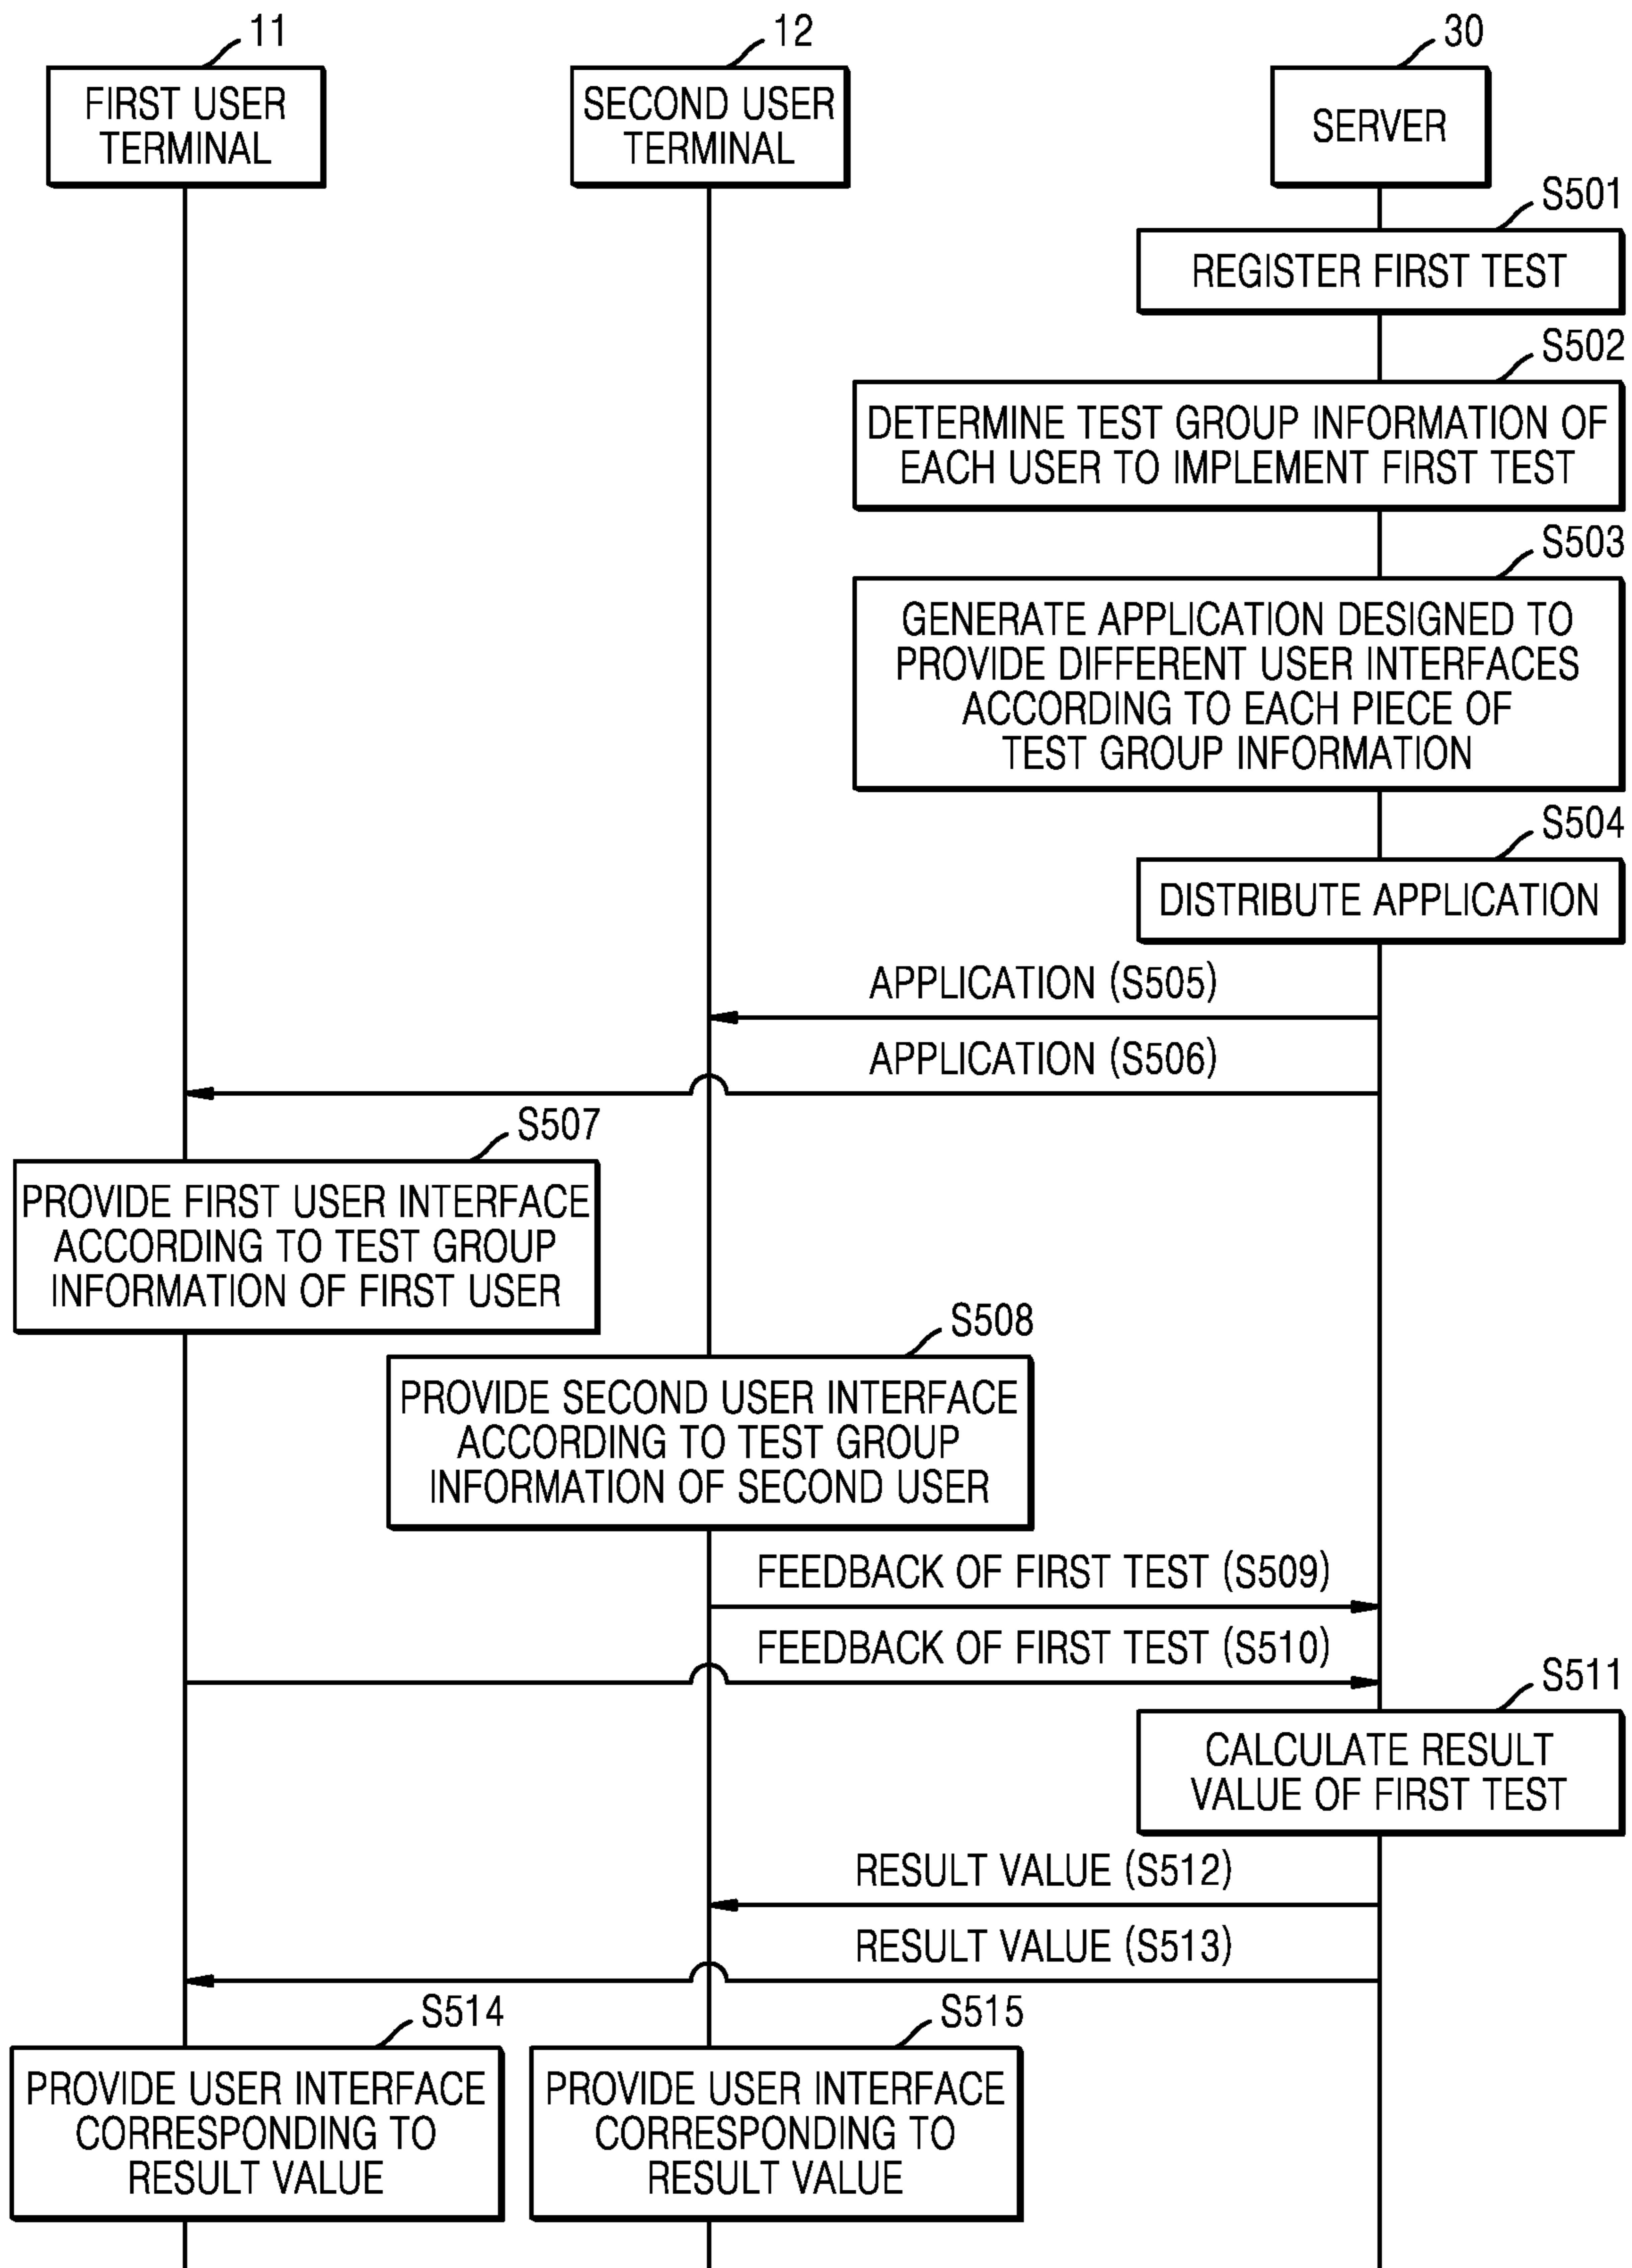 11
12
30
FIRST USER
TERMINAL
SECOND USER
TERMINAL
SERVER
S501
REGISTER FIRST TEST
S502
DETERMINE TEST GROUP INFORMATION OF
EACH USER TO IMPLEMENT FIRST TEST
S503
GENERATE APPLICATION DESIGNED TO
PROVIDE DIFFERENT USER INTERFACES
ACCORDING TO EACH PIECE OF
TEST GROUP INFORMATION
S504
DISTRIBUTE APPLICATION
APPLICATION (S505)
APPLICATION (S506)
S507
PROVIDE FIRST USER INTERFACE
ACCORDING TO TEST GROUP
INFORMATION OF FIRST USER
S508
PROVIDE SECOND USER INTERFACE
ACCORDING TO TEST GROUP
INFORMATION OF SECOND USER
FEEDBACK OF FIRST TEST (S509)
FEEDBACK OF FIRST TEST (S510)
S511
CALCULATE RESULT
VALUE OF FIRST TEST
RESULT VALUE (S512)
RESULT VALUE (S513)
S514
PROVIDE USER INTERFACE
CORRESPONDING TO
RESULT VALUE
S515
PROVIDE USER INTERFACE
CORRESPONDING TO
RESULT VALUE